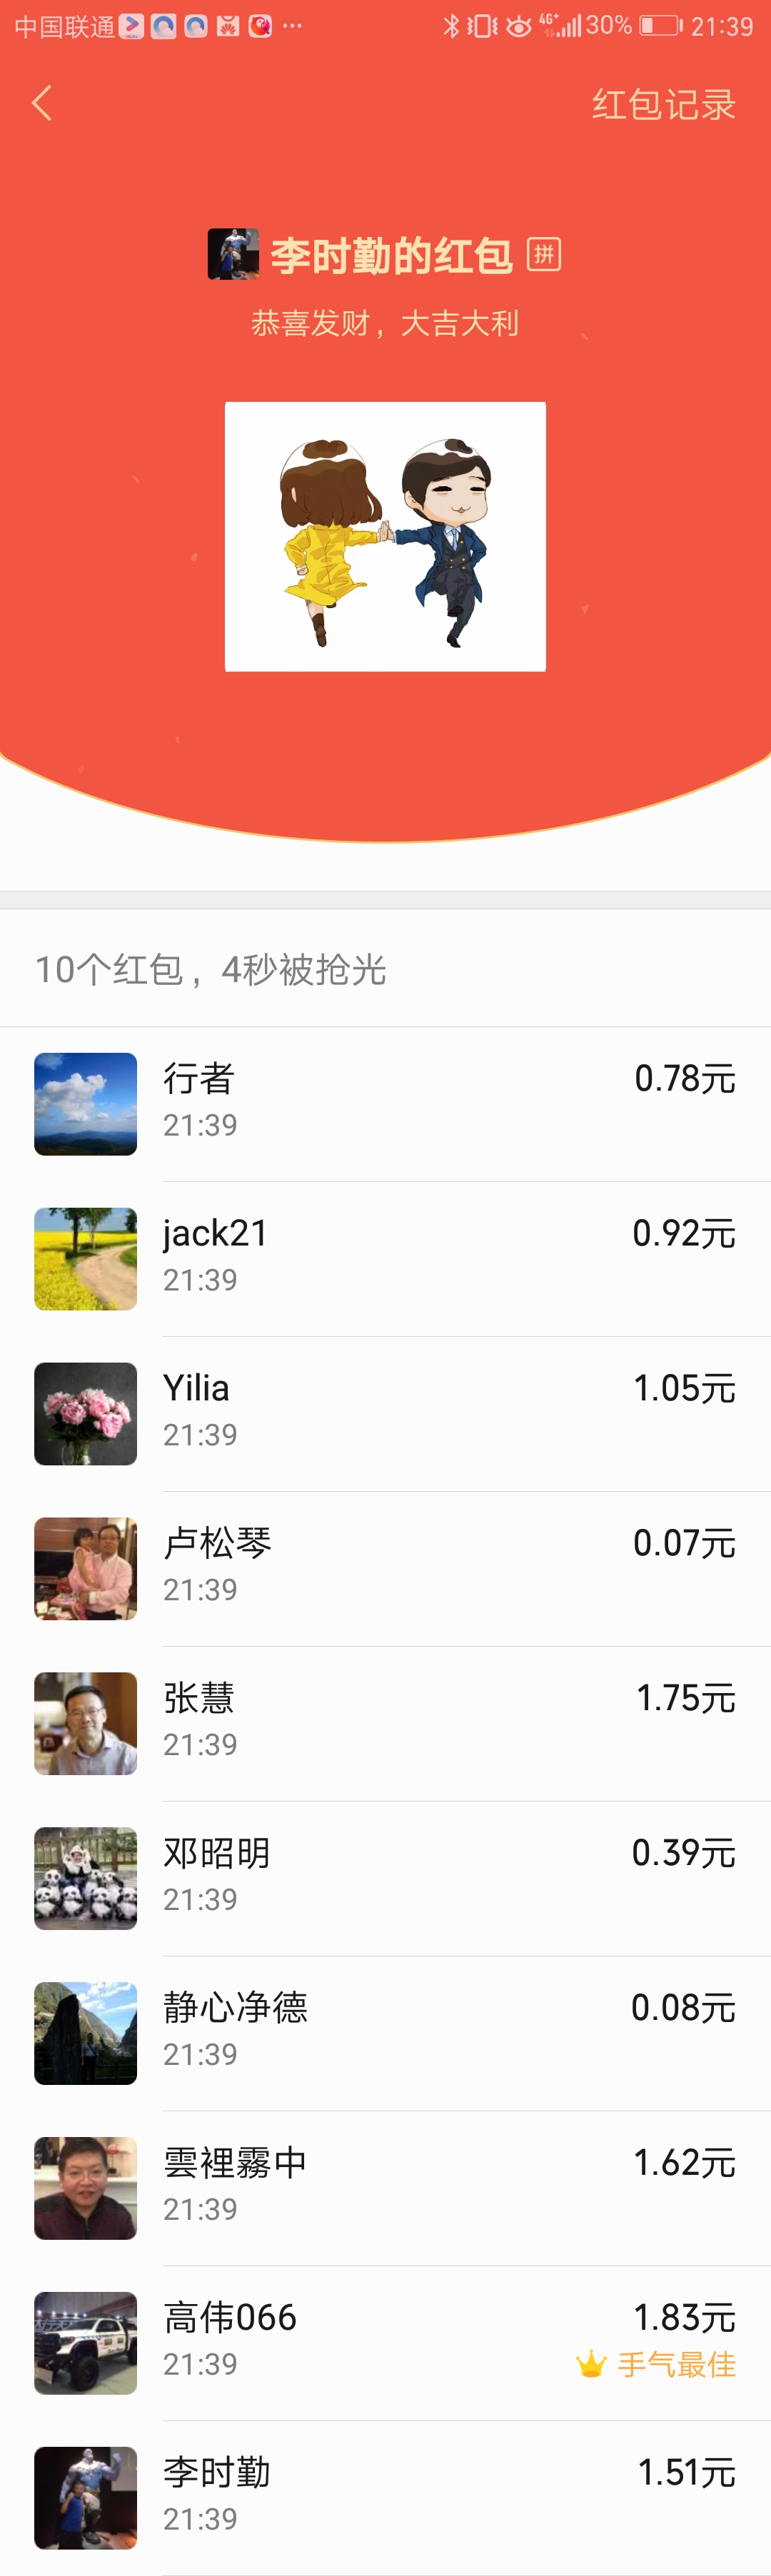 中国联通 30% 21:39
红包记录
李时勤的红包 拼
恭喜发财，大吉大利
10个红包，4秒被抢光
行者 0.78元
21:39
jack21 0.92元
21:39
Yilia 1.05元
21:39
卢松琴 0.07元
21:39
张慧 1.75元
21:39
邓昭明 0.39元
21:39
静心净德 0.08元
21:39
雲裡霧中 1.62元
21:39
高伟066 1.83元
21:39 手气最佳
李时勤 1.51元
21:39